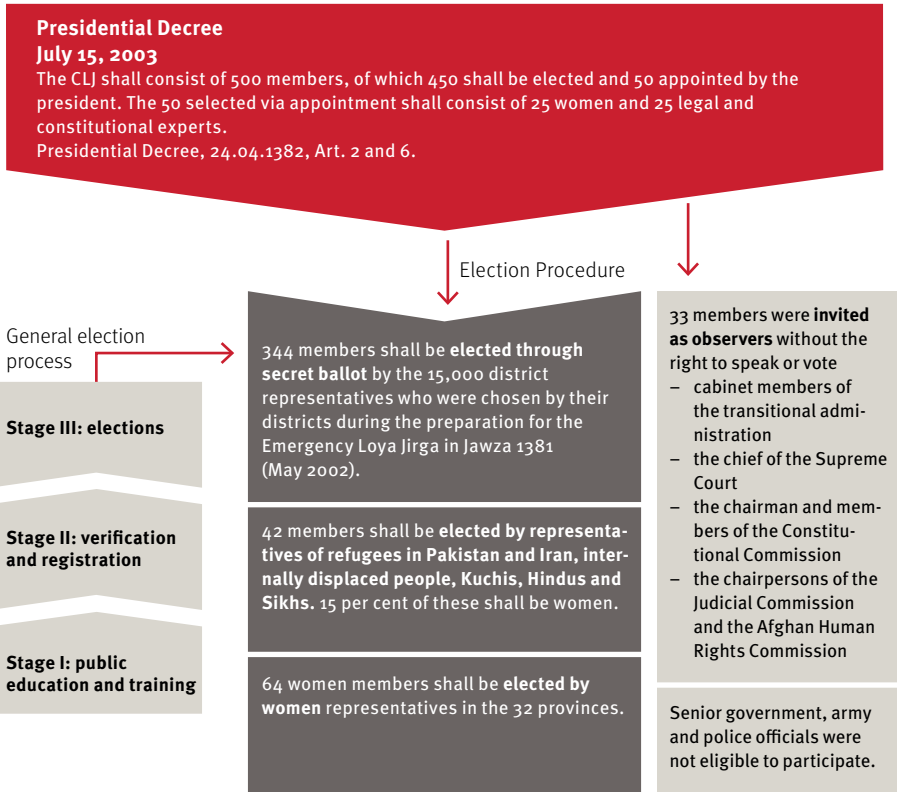 Presidential Decree
July 15, 2003
The CLJ shall consist of 500 members, of which 450 shall be elected and 50 appointed by the
president. The 50 selected via appointment shall consist of 25 women and 25 legal and
constitutional experts.
Presidential Decree, 24.04.1382, Art. 2 and 6.
Election Procedure
General election
process
Stage III: elections
Stage II: verification
and registration
Stage I: public
education and training
344 members shall be elected through
secret ballot by the 15,000 district
representatives who were chosen by their
districts during the preparation for the
Emergency Loya Jirga in Jawza 1381
(May 2002).
42 members shall be elected by representa-
tives of refugees in Pakistan and Iran, inter-
nally displaced people, Kuchis, Hindus and
Sikhs. 15 per cent of these shall be women.
64 women members shall be elected by
women representatives in the 32 provinces.
33 members were invited
as observers without the
right to speak or vote
– cabinet members of
the transitional admi-
nistration
– the chief of the Supreme
Court
– the chairman and mem-
bers of the Constitu-
tional Commission
– the chairpersons of the
Judicial Commission
and the Afghan Human
Rights Commission
Senior government, army
and police officials were
not eligible to participate.